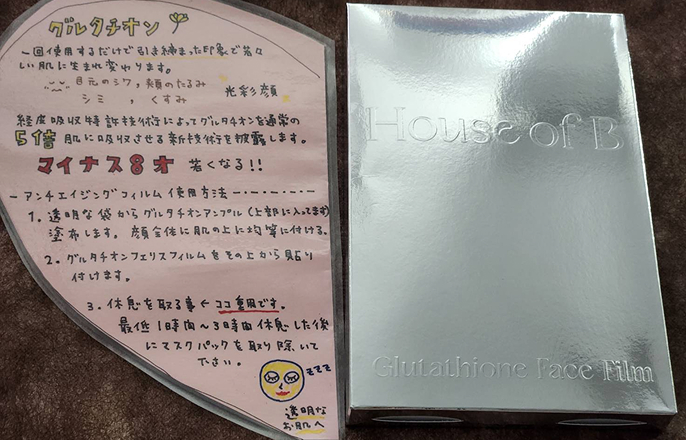 グルタチオン
一回使用するだけで引き締まった印象で若々
しい肌に生まれ変わります。
目元のシワ,頬のたるみ
シミ,くすみ
光彩顔
経皮吸収特許技術行によってグルタチオンを通常の
5倍肌に吸収させる新技術行を披露します。
マイナス8才 若くなる!!
アンチエイジングフィルム使用方法
1. 透明な袋からグルタチオンアンプル(上部に入ってます)
塗布します。顔全体に肌の上に均等に付ける。
2. グルタチオンフェリスフィルムをその上から貼り
付けます。
3. 休息を取る事←ココ重用です。
最低1時間~3時間休息した後
にマスクパックを取り除いて
下さい。
zzz
透明な
お肌へ
House of B
Glutathione Face Film